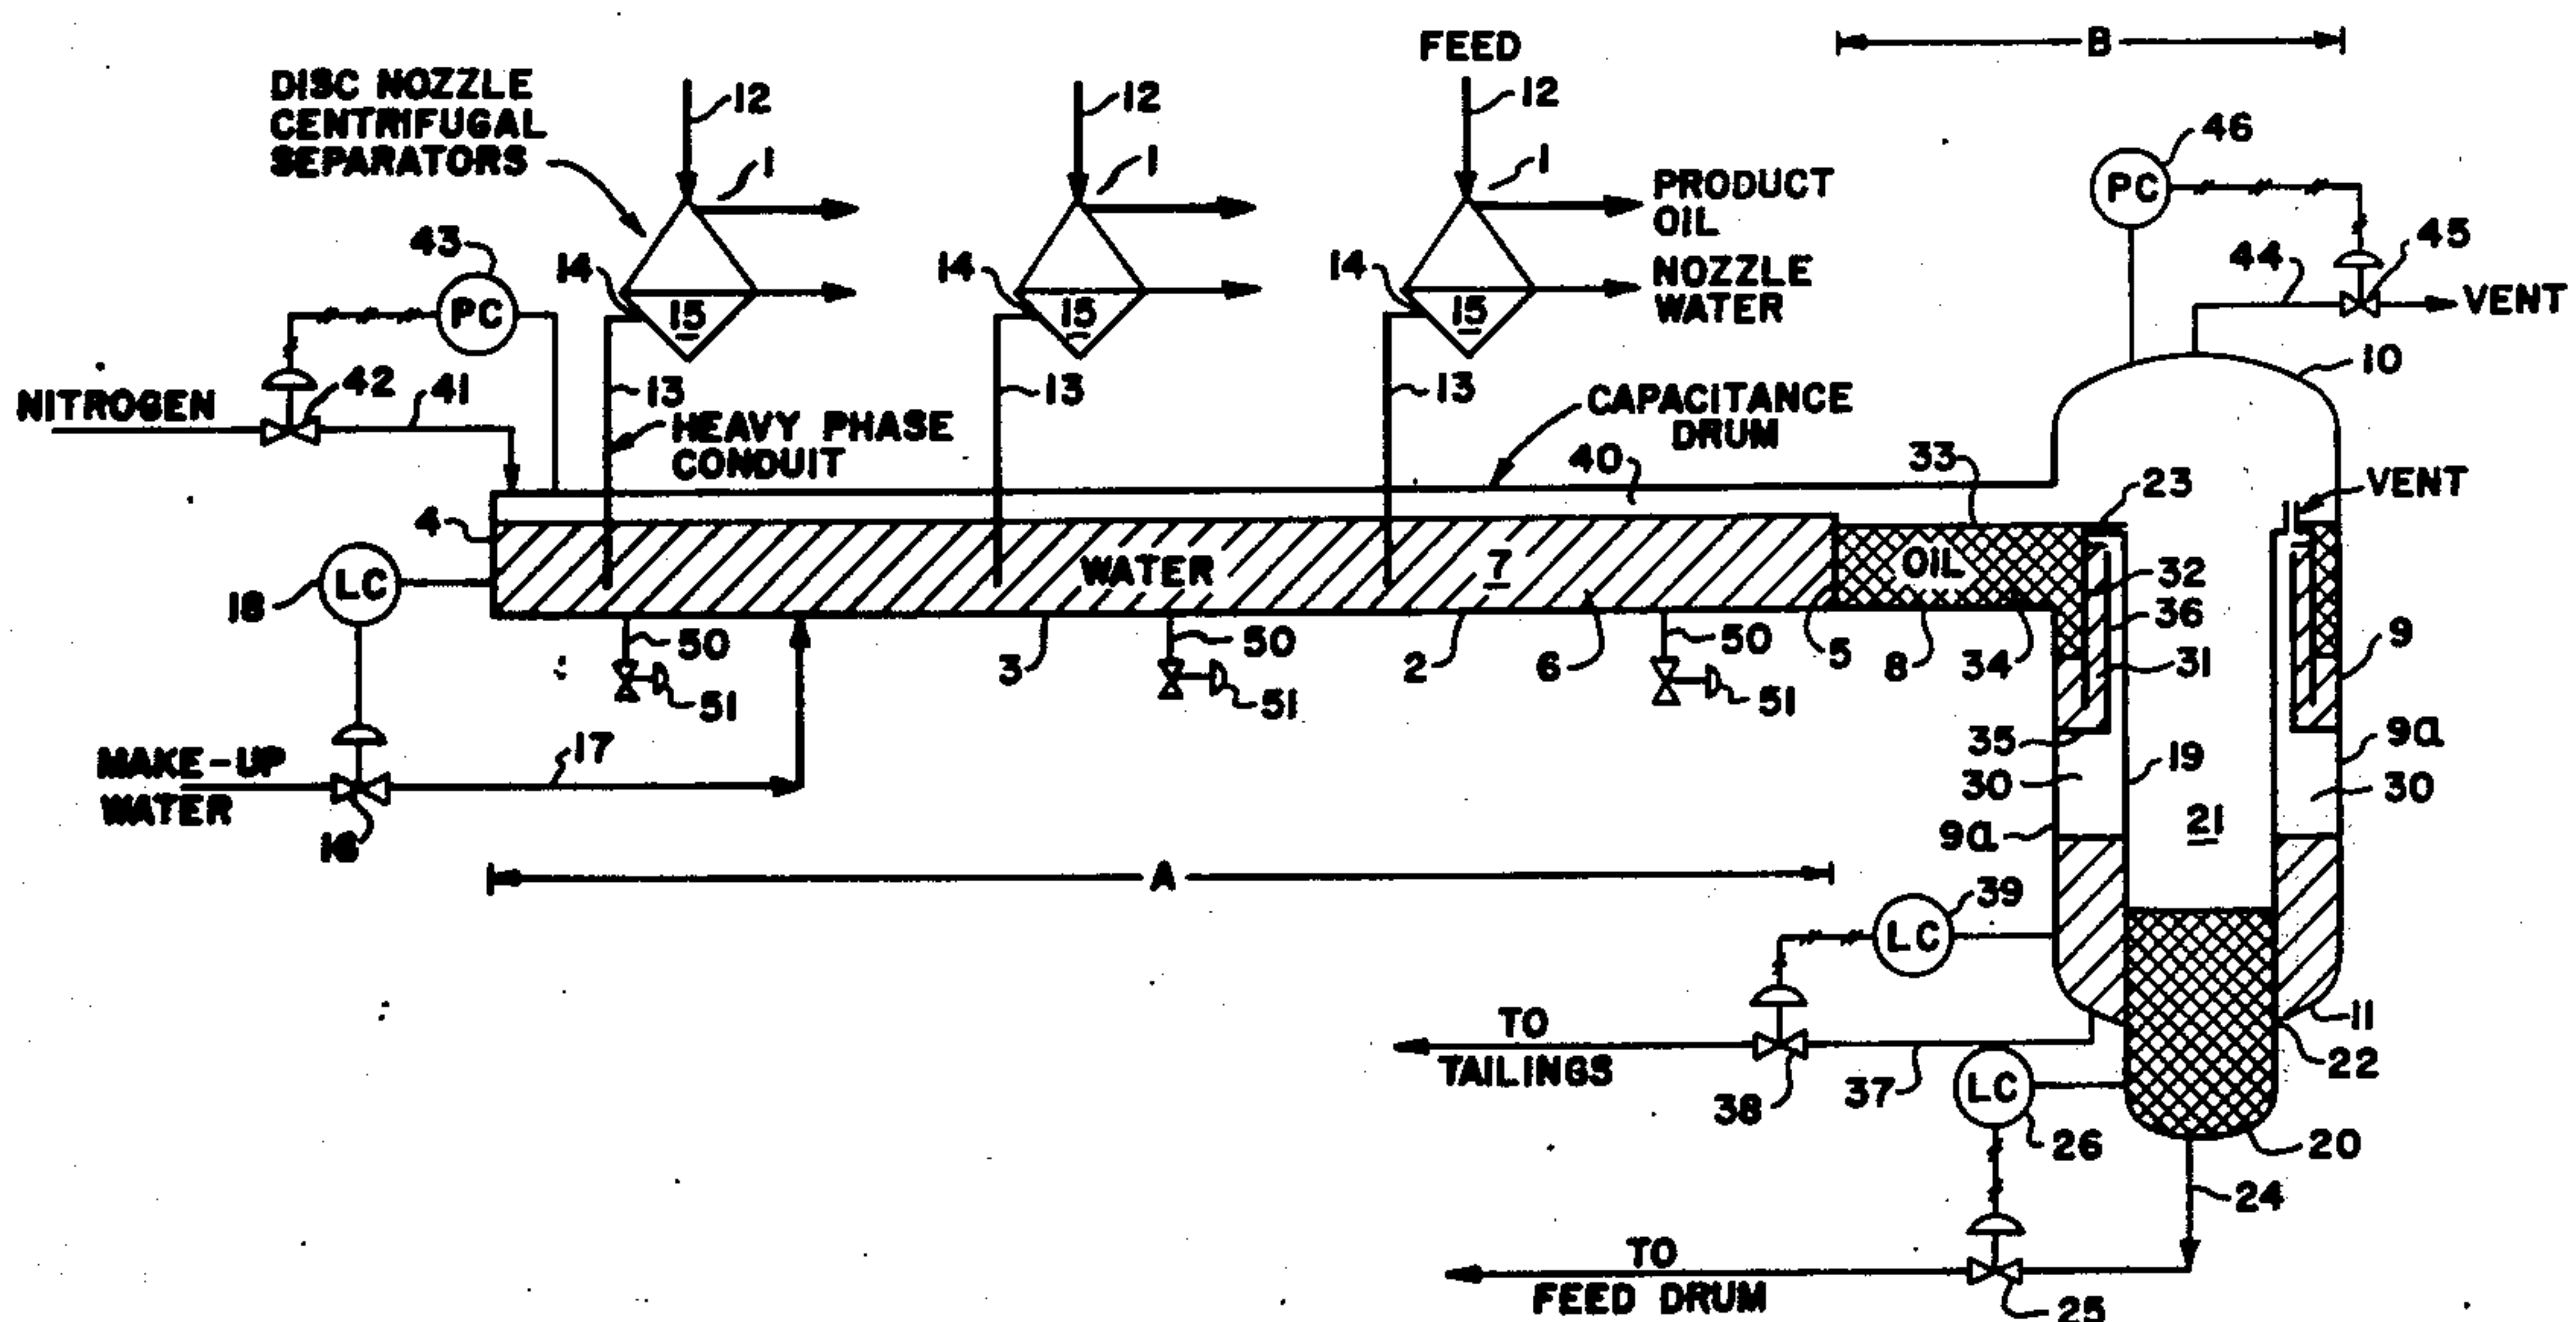 B
FEED
DISC NOZZLE
CENTRIFUGAL
SEPARATORS
12
12
12
46
1
1
1
PC
PRODUCT
OIL
43
14
14
14
NOZZLE
WATER
44
45
15
15
15
PC
VENT
42
41
13
13
13
10
NITROGEN
HEAVY PHASE
CONDUIT
CAPACITANCE
DRUM
40
33
23
VENT
4
WATER
7
OIL
32
18
LC
36
50
50
50
3
2
6
5
8
34
31
9
51
51
51
35
9a
MAKE-UP
WATER
17
19
30
30
16
9a
21
A
39
LC
TO
TAILINGS
11
38
37
LC
22
26
20
24
TO
FEED DRUM
25